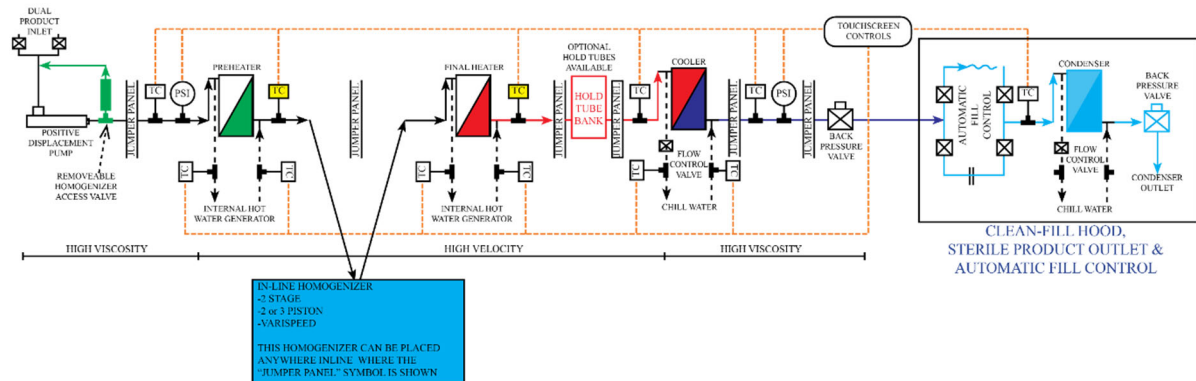 DUAL
PRODUCT
INLET
POSITIVE
DISPLACEMENT
PUMP
REMOVEABLE
HOMOGENIZER
ACCESS VALVE
JUMPER PANEL
TC
PSI
PREHEATER
TC
TC
TC
INTERNAL HOT
WATER GENERATOR
JUMPER PANEL
JUMPER PANEL
FINAL HEATER
TC
TC
TC
INTERNAL HOT
WATER GENERATOR
JUMPER PANEL
OPTIONAL
HOLD TUBES
AVAILABLE
HOLD
TUBE
BANK
JUMPER PANEL
TC
COOLER
TC
FLOW
CONTROL
VALVE
TC
CHILL WATER
JUMPER PANEL
TC
PSI
JUMPER PANEL
BACK
PRESSURE
VALVE
TOUCHSCREEN
CONTROLS
AUTOMATIC
FILL
CONTROL
TC
CONDENSER
FLOW
CONTROL
VALVE
CHILL WATER
BACK
PRESSURE
VALVE
CONDENSER
OUTLET
CLEAN-FILL HOOD,
STERILE PRODUCT OUTLET &
AUTOMATIC FILL CONTROL
HIGH VISCOSITY
HIGH VELOCITY
HIGH VISCOSITY
IN-LINE HOMOGENIZER
-2 STAGE
-2 or 3 PISTON
-VARISPEED
THIS HOMOGENIZER CAN BE PLACED
ANYWHERE INLINE WHERE THE
"JUMPER PANEL" SYMBOL IS SHOWN